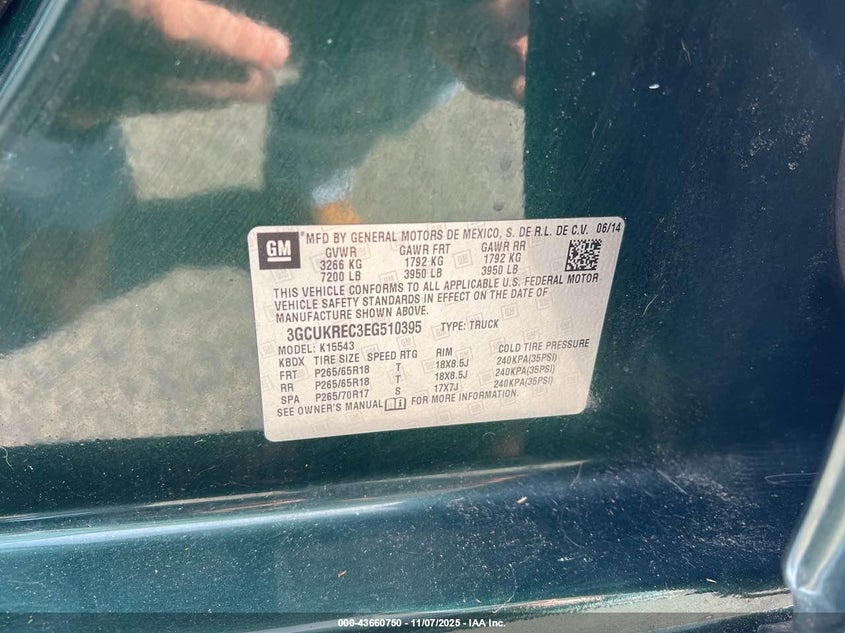 GM
MFD BY GENERAL MOTORS DE MEXICO, S. DE R.L. DE C.V. 06/14
GVWR GAWR FRT GAWR RR
3266 KG 1792 KG 1792 KG
7200 LB 3950 LB 3950 LB
THIS VEHICLE CONFORMS TO ALL APPLICABLE U.S. FEDERAL MOTOR
VEHICLE SAFETY STANDARDS IN EFFECT ON THE DATE OF
MANUFACTURE SHOWN ABOVE.
3GCUKREC3EG510395 TYPE: TRUCK
MODEL: K15543
KBDX TIRE SIZE SPEED RTG RIM COLD TIRE PRESSURE
FRT P265/65R18 T 18X8.5J 240KPA(35PSI)
RR P265/65R18 T 18X8.5J 240KPA(35PSI)
SPA P265/70R17 S 17X7J 240KPA(35PSI)
SEE OWNER'S MANUAL FOR MORE INFORMATION.
000-43660750 — 11/07/2025 — IAA Inc.